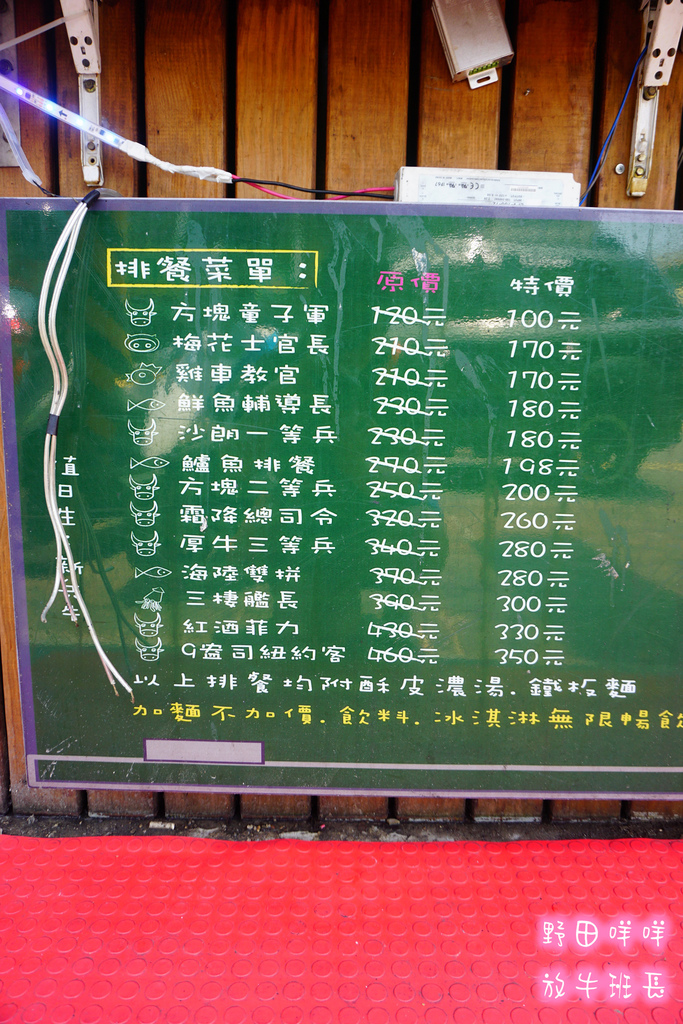 排餐菜單： 原價 特價
方塊童子軍 120元 100元
梅花士官長 210元 170元
雞車教官 210元 170元
鮮魚輔導長 230元 180元
沙朗一等兵 230元 180元
鱸魚排餐 270元 198元
方塊二等兵 250元 200元
霜降總司令 320元 260元
厚牛三等兵 340元 280元
海陸雙拼 370元 280元
三棲艦長 390元 300元
紅酒菲力 430元 330元
9盎司紐約客 460元 350元
以上排餐均附酥皮濃湯.鐵板麵
加麵不加價.飲料.冰淇淋無限暢飲
值日生
新 牛
野田咩咩
放牛班長